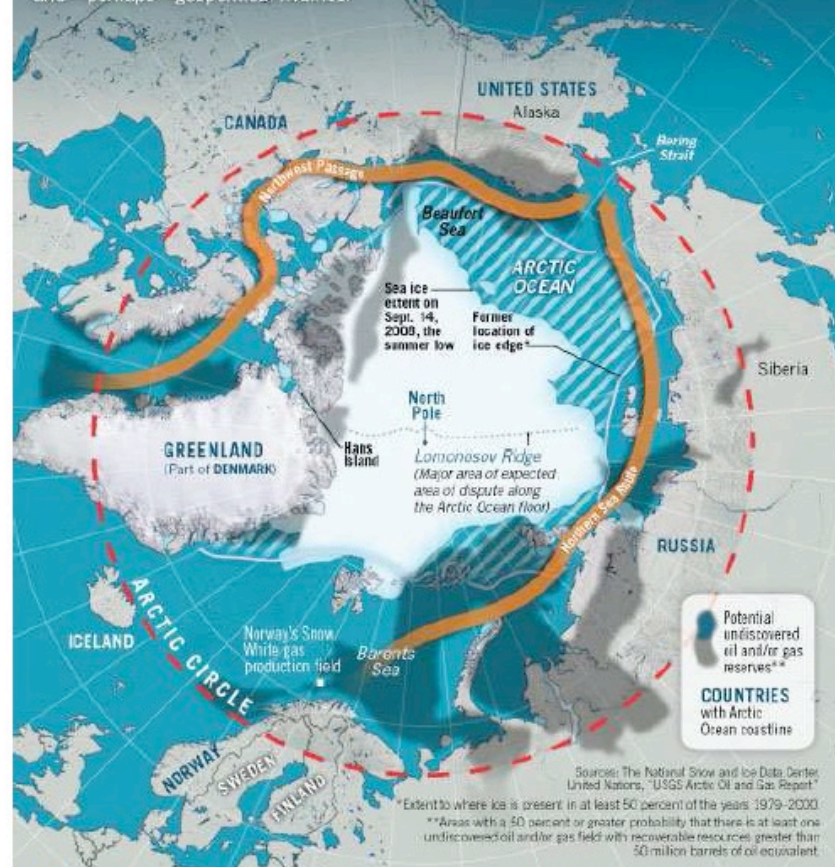 and perhaps geopolitical rivalries.
UNITED STATES
Alaska
CANADA
Bering
Strait
Northwest Passage
Beaufort
Sea
ARCTIC
OCEAN
Sea ice
extent on
Sept. 14,
2008, the
summer low
Former
location of
ice edge*
Siberia
North
Pole
GREENLAND
(Part of DENMARK)
Hans
Island
Lomonosov Ridge
(Major area of expected
area of dispute along
the Arctic Ocean floor)
Northern Sea Route
RUSSIA
ARCTIC CIRCLE
ICELAND
Norway's Snow
White gas
production field
Barents
Sea
Potential
undiscovered
oil and/or gas
reserves**
COUNTRIES
with Arctic
Ocean coastline
NORWAY
SWEDEN
FINLAND
Sources: The National Snow and Ice Data Center,
United Nations, "USGS Arctic Oil and Gas Report"
*Extent to where ice is present in at least 50 percent of the years 1979-2000.
**Areas with a 50 percent or greater probability that there is at least one
undiscovered oil and/or gas field with recoverable resources greater than
50 million barrels of oil equivalent.